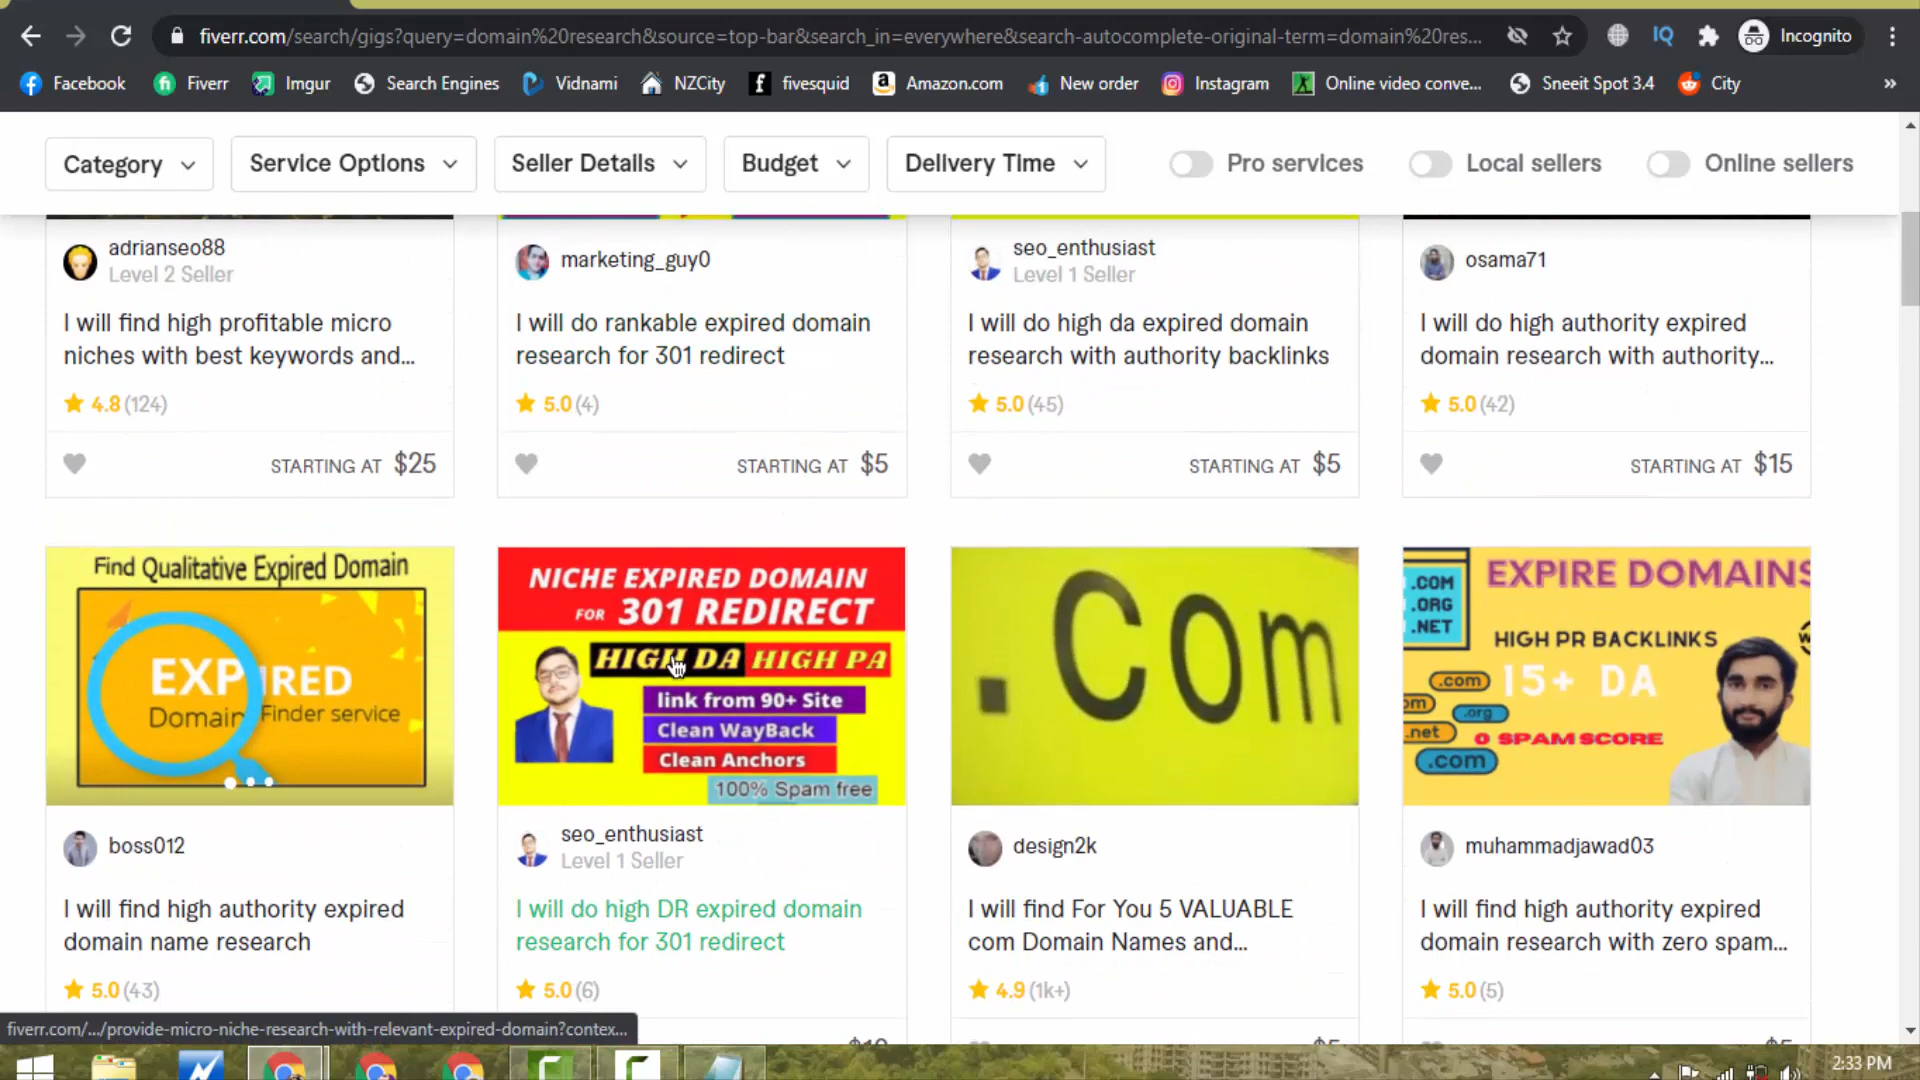 fiverr.com/search/gigs?query=domain%20research&source=top-bar&search_in=everywhere&search-autocomplete-original-term=domain%20res...
Incognito
Facebook
Fiverr
Imgur
Search Engines
Vidnami
NZCity
fivesquid
Amazon.com
New order
Instagram
Online video conve...
Sneeit Spot 3.4
City
»
Category
Service Options
Seller Details
Budget
Delivery Time
Pro services
Local sellers
Online sellers
adrianseo88
Level 2 Seller
I will find high profitable micro
niches with best keywords and...
4.8 (124)
STARTING AT $25
marketing_guy0
I will do rankable expired domain
research for 301 redirect
5.0 (4)
STARTING AT $5
seo_enthusiast
Level 1 Seller
I will do high da expired domain
research with authority backlinks
5.0 (45)
STARTING AT $5
osama71
I will do high authority expired
domain research with authority...
5.0 (42)
STARTING AT $15
Find Qualitative Expired Domain
EXPIRED
Domain Finder service
boss012
I will find high authority expired
domain name research
5.0 (43)
NICHE EXPIRED DOMAIN
FOR 301 REDIRECT
HIGH DA HIGH PA
link from 90+ Site
Clean WayBack
Clean Anchors
100% Spam free
seo_enthusiast
Level 1 Seller
I will do high DR expired domain
research for 301 redirect
5.0 (6)
$10
.Com
design2k
I will find For You 5 VALUABLE
com Domain Names and...
4.9 (1k+)
$5
.COM
.ORG
.NET
EXPIRE DOMAINS
HIGH PR BACKLINKS
15+ DA
0 SPAM SCORE
.com
.org
.net
.com
muhammadjawad03
I will find high authority expired
domain research with zero spam...
5.0 (5)
$5
fiverr.com/.../provide-micro-niche-research-with-relevant-expired-domain?contex...
2:33 PM